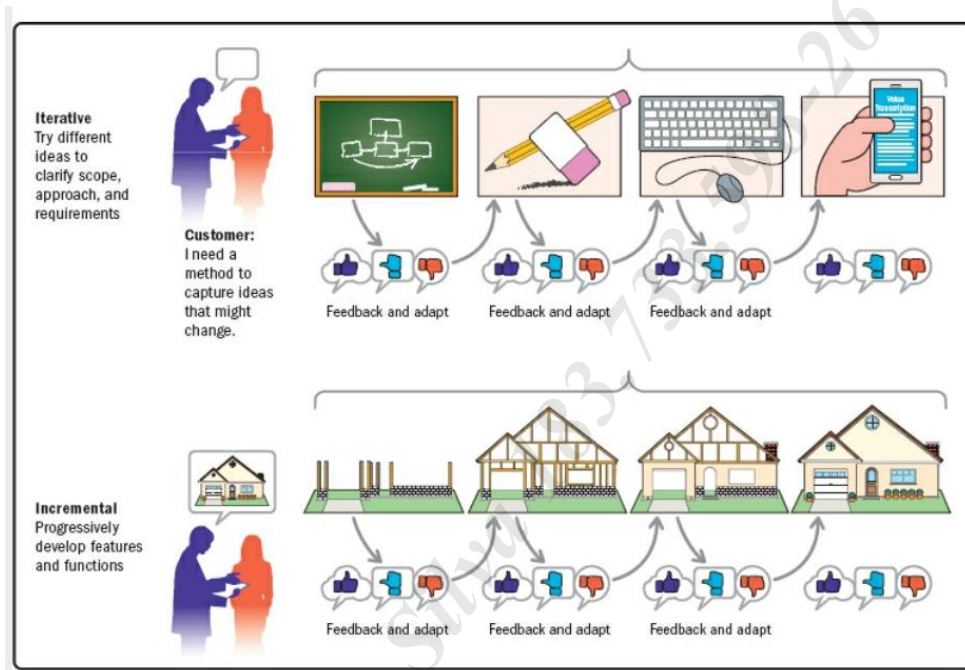 Iterative
Try different
ideas to
clarify scope,
approach, and
requirements
Customer:
I need a
method to
capture ideas
that might
change.
Voice
Transcription
Feedback and adapt
Feedback and adapt
Feedback and adapt
Incremental
Progressively
develop features
and functions
Feedback and adapt
Feedback and adapt
Feedback and adapt